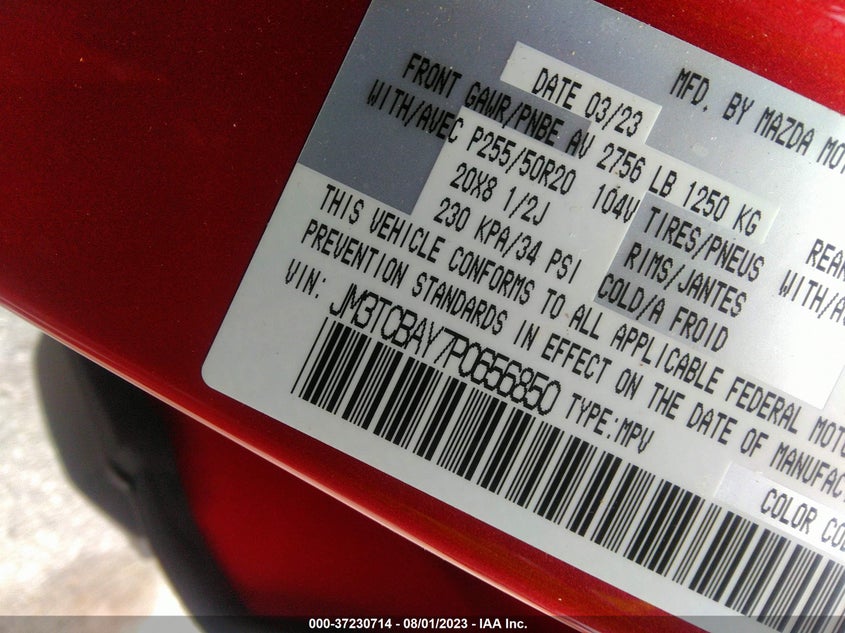 MFD. BY MAZDA MOT
DATE 03/23
FRONT GAWR/PNBE AV 2756 LB 1250 KG
WITH/AVEC P255/50R20 104V TIRES/PNEUS
20X8 1/2J RIMS/JANTES
230 KPA/34 PSI COLD/A FROID
REAR
WITH/A
THIS VEHICLE CONFORMS TO ALL APPLICABLE FEDERAL MOTO
PREVENTION STANDARDS IN EFFECT ON THE DATE OF MANUFAC
VIN: JM3TCBAY7P0656850 TYPE:MPV
COLOR COD
000-37230714 - 08/01/2023 - IAA Inc.